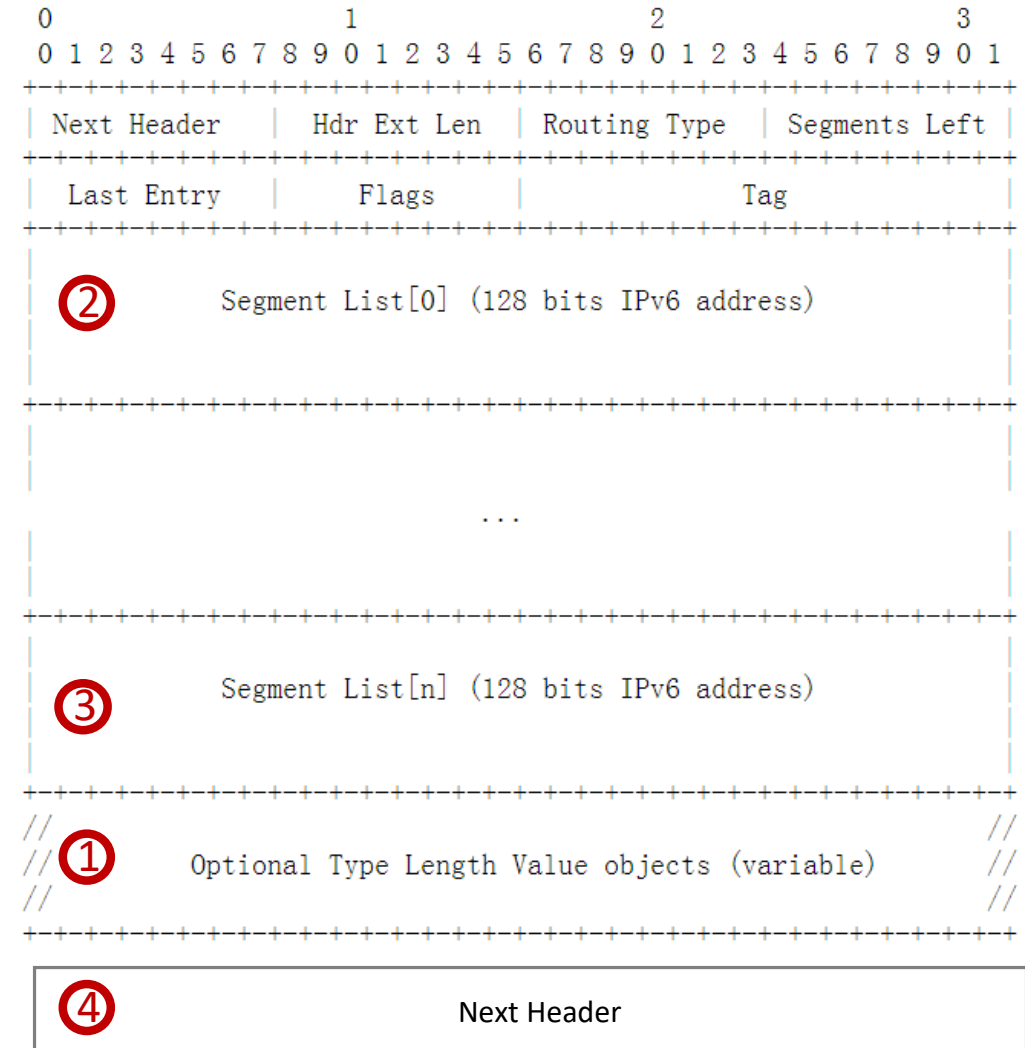 0 1 2 3
0 1 2 3 4 5 6 7 8 9 0 1 2 3 4 5 6 7 8 9 0 1 2 3 4 5 6 7 8 9 0 1
+-+-+-+-+-+-+-+-+-+-+-+-+-+-+-+-+-+-+-+-+-+-+-+-+-+-+-+-+-+-+-+-+
| Next Header | Hdr Ext Len | Routing Type | Segments Left |
+-+-+-+-+-+-+-+-+-+-+-+-+-+-+-+-+-+-+-+-+-+-+-+-+-+-+-+-+-+-+-+-+
| Last Entry | Flags | Tag |
+-+-+-+-+-+-+-+-+-+-+-+-+-+-+-+-+-+-+-+-+-+-+-+-+-+-+-+-+-+-+-+-+
② Segment List[0] (128 bits IPv6 address)
+-+-+-+-+-+-+-+-+-+-+-+-+-+-+-+-+-+-+-+-+-+-+-+-+-+-+-+-+-+-+-+-+
...
+-+-+-+-+-+-+-+-+-+-+-+-+-+-+-+-+-+-+-+-+-+-+-+-+-+-+-+-+-+-+-+-+
③ Segment List[n] (128 bits IPv6 address)
+-+-+-+-+-+-+-+-+-+-+-+-+-+-+-+-+-+-+-+-+-+-+-+-+-+-+-+-+-+-+-+-+
// //
// ① Optional Type Length Value objects (variable) //
// //
+-+-+-+-+-+-+-+-+-+-+-+-+-+-+-+-+-+-+-+-+-+-+-+-+-+-+-+-+-+-+-+-+
④ Next Header